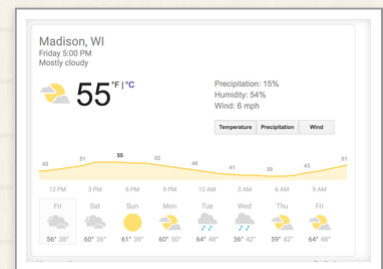 Madison, WI
Friday 5:00 PM
Mostly cloudy
55 °F | °C
Precipitation: 15%
Humidity: 54%
Wind: 6 mph
Temperature Precipitation Wind
51 55 52 46 41 39 43 51
12 PM 3 PM 6 PM 9 PM 12 AM 3 AM 6 AM 9 AM
Fri Sat Sun Mon Tue Wed Thu Fri
56° 38° 60° 36° 61° 39° 60° 50° 64° 48° 56° 42° 59° 42° 64° 48°